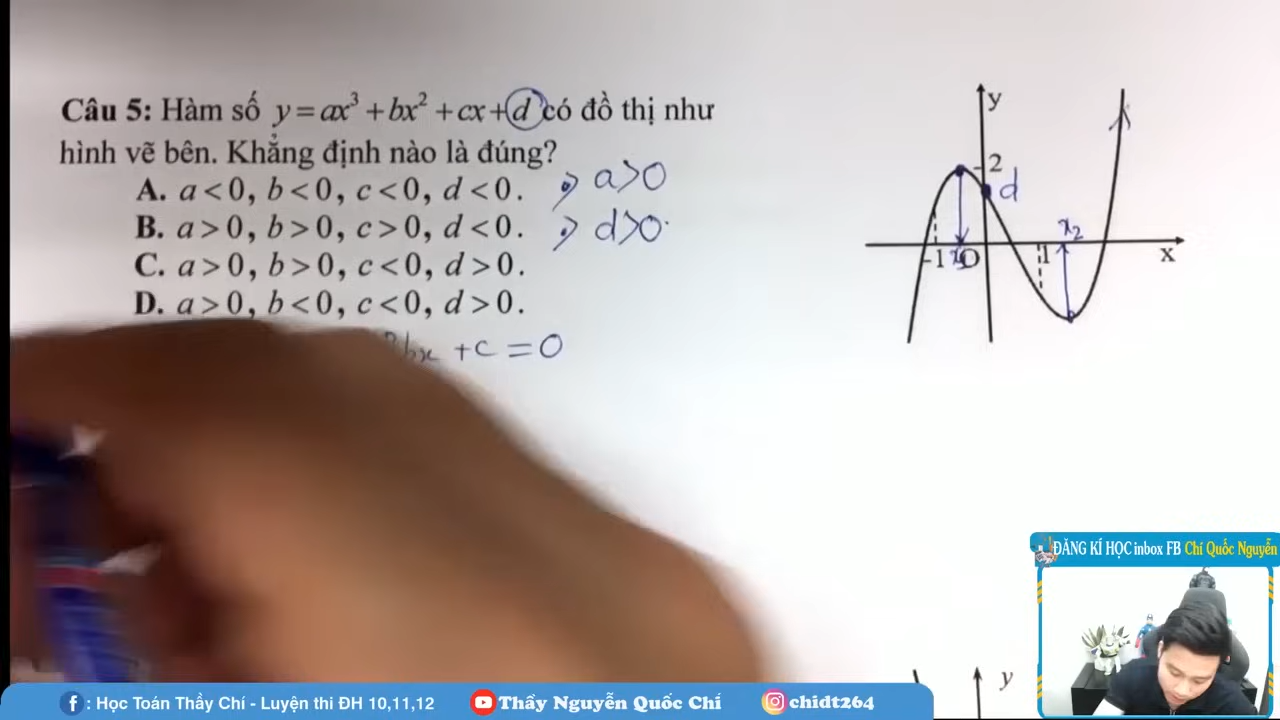 Câu 5: Hàm số y = ax³ + bx² + cx + d có đồ thị như
hình vẽ bên. Khẳng định nào là đúng?
A. a < 0, b < 0, c < 0, d < 0.
B. a > 0, b > 0, c > 0, d < 0.
C. a > 0, b > 0, c < 0, d > 0.
D. a > 0, b < 0, c < 0, d > 0.
a>0
d>0
bx + c = 0
y
2
d
x₂
-1
O
1
x
y
ĐĂNG KÍ HỌC inbox FB Chí Quốc Nguyễn
f : Học Toán Thầy Chí - Luyện thi ĐH 10,11,12
Thầy Nguyễn Quốc Chí
chidt264